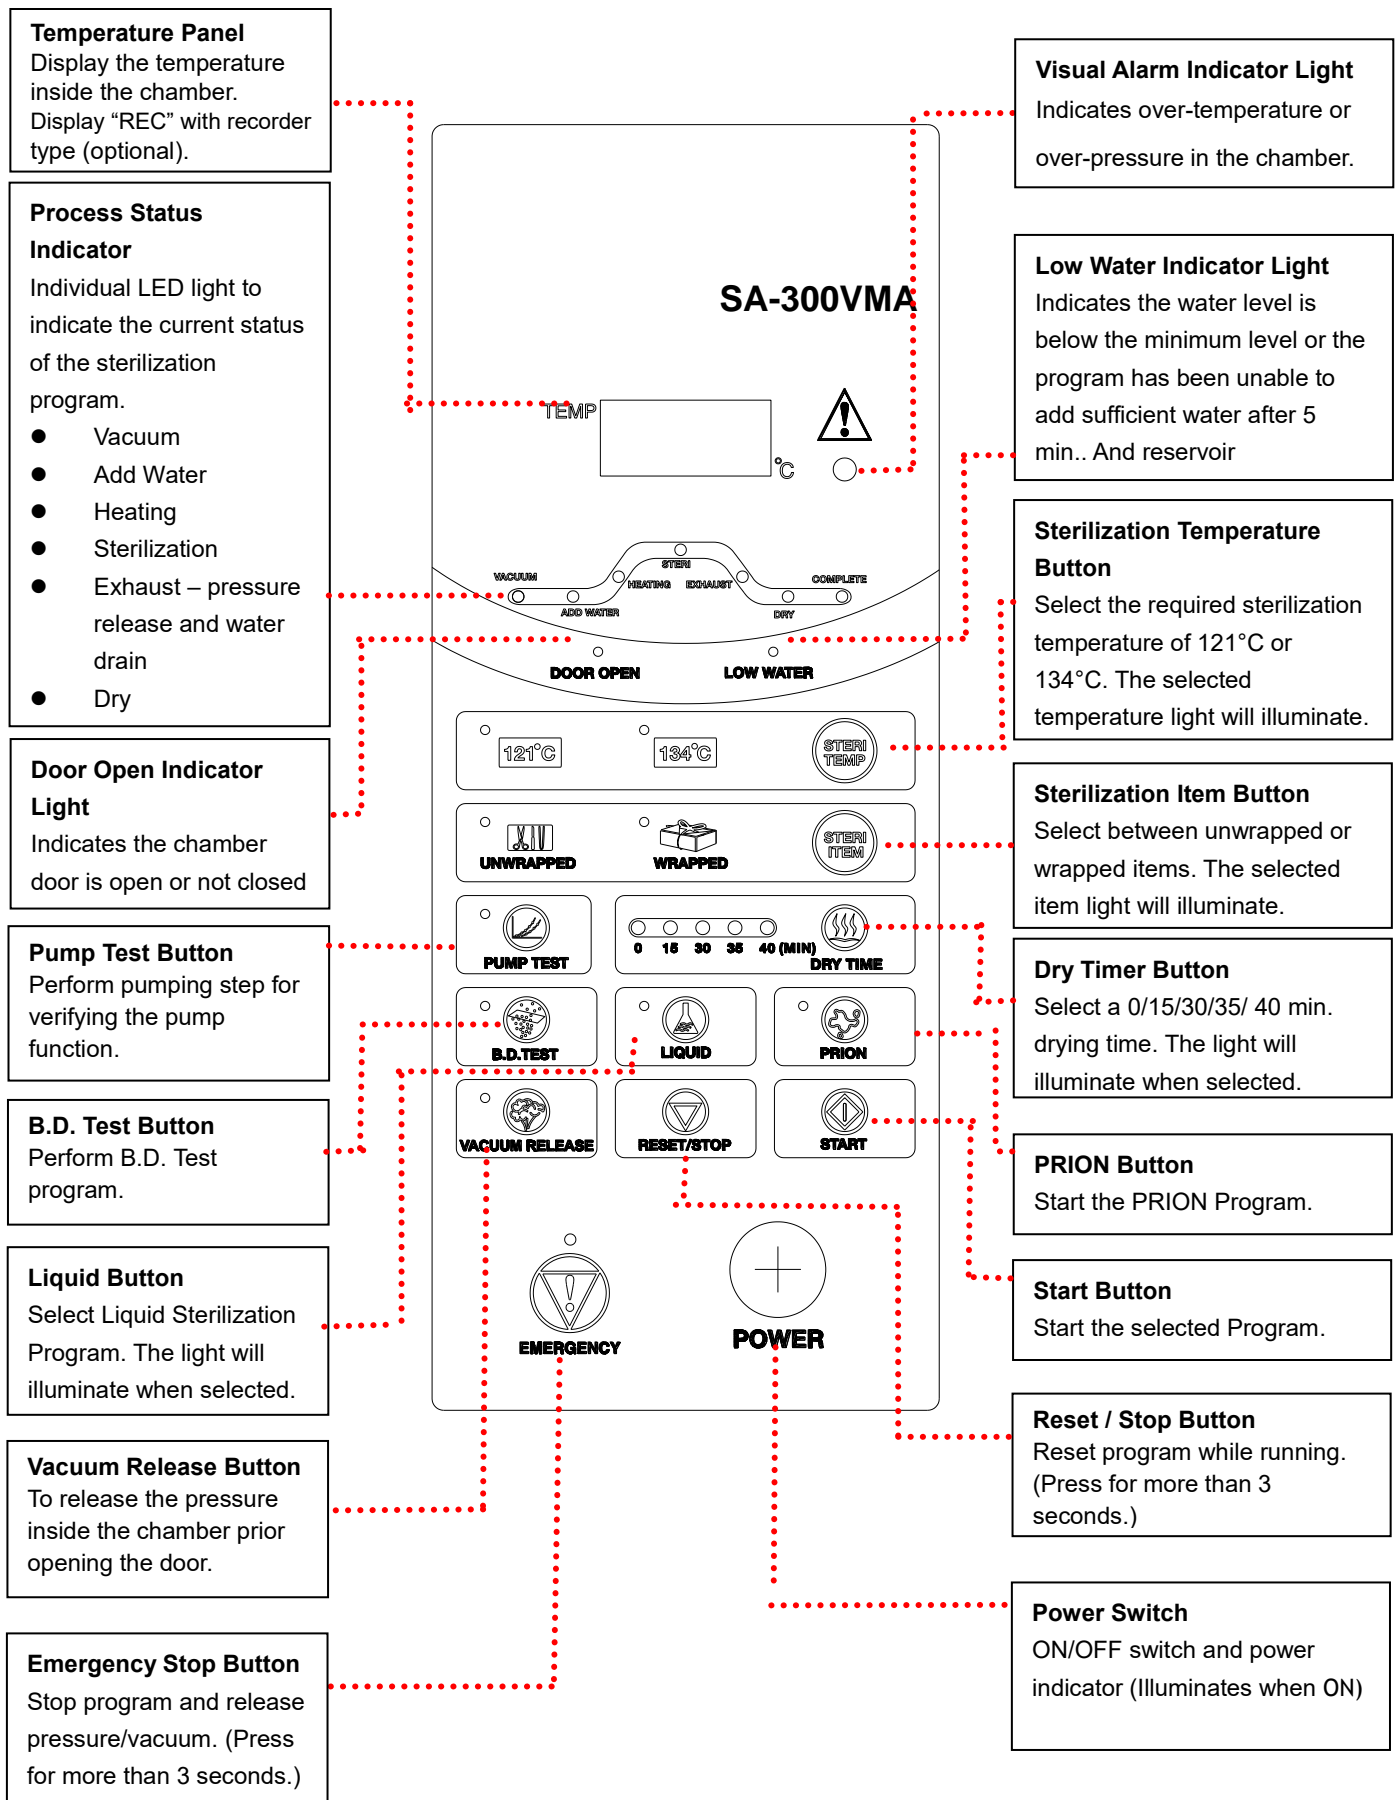 Temperature Panel
Display the temperature
inside the chamber.
Display “REC” with recorder
type (optional).
Process Status
Indicator
Individual LED light to
indicate the current status
of the sterilization
program.
● Vacuum
● Add Water
● Heating
● Sterilization
● Exhaust – pressure
release and water
drain
● Dry
Door Open Indicator
Light
Indicates the chamber
door is open or not closed
Pump Test Button
Perform pumping step for
verifying the pump
function.
B.D. Test Button
Perform B.D. Test
program.
Liquid Button
Select Liquid Sterilization
Program. The light will
illuminate when selected.
Vacuum Release Button
To release the pressure
inside the chamber prior
opening the door.
Emergency Stop Button
Stop program and release
pressure/vacuum. (Press
for more than 3 seconds.)
SA-300VMA
TEMP
°C
STERI
VACUUM
HEATING EXHAUST
COMPLETE
ADD WATER
DRY
DOOR OPEN
LOW WATER
121°C
134°C
STERI
TEMP
UNWRAPPED
WRAPPED
STERI
ITEM
PUMP TEST
0 15 30 35 40 (MIN)
DRY TIME
B.D.TEST
LIQUID
PRION
VACUUM RELEASE
RESET/STOP
START
EMERGENCY
POWER
Visual Alarm Indicator Light
Indicates over-temperature or
over-pressure in the chamber.
Low Water Indicator Light
Indicates the water level is
below the minimum level or the
program has been unable to
add sufficient water after 5
min.. And reservoir
Sterilization Temperature
Button
Select the required sterilization
temperature of 121°C or
134°C. The selected
temperature light will illuminate.
Sterilization Item Button
Select between unwrapped or
wrapped items. The selected
item light will illuminate.
Dry Timer Button
Select a 0/15/30/35/ 40 min.
drying time. The light will
illuminate when selected.
PRION Button
Start the PRION Program.
Start Button
Start the selected Program.
Reset / Stop Button
Reset program while running.
(Press for more than 3
seconds.)
Power Switch
ON/OFF switch and power
indicator (Illuminates when ON)